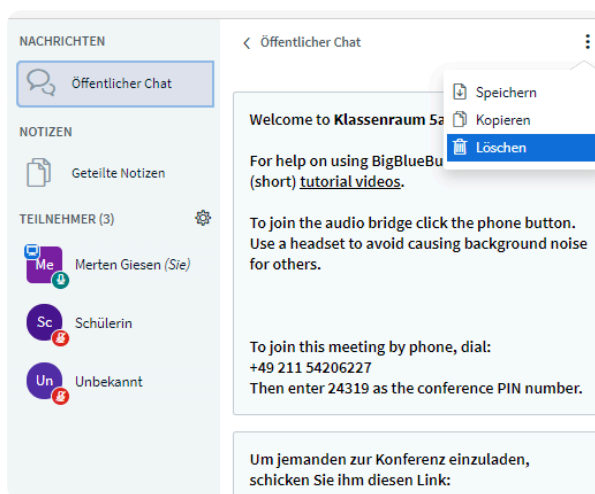 NACHRICHTEN
Öffentlicher Chat
NOTIZEN
Geteilte Notizen
TEILNEHMER (3)
Me
Merten Giesen (Sie)
Sc
Schülerin
Un
Unbekannt
Öffentlicher Chat
Speichern
Kopieren
Löschen
Welcome to Klassenraum 5a
For help on using
(short) tutorial videos.
To join the audio bridge click the phone button.
Use a headset to avoid causing background noise
for others.
To join this meeting by phone, dial:
+49 211 54206227
Then enter 24319 as the conference PIN number.
Um jemanden zur Konferenz einzuladen,
schicken Sie ihm diesen Link: